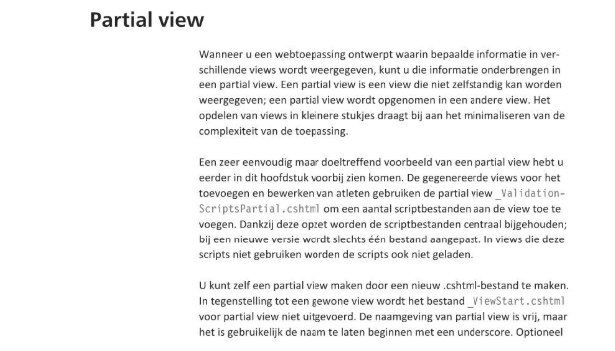 Partial view
Wanneer u een webtoepassing ontwerpt waarin bepaalde informatie in ver-
schillende views wordt weergegeven, kunt u die informatie onderbrengen in
een partial view. Een partial view is een view die niet zelfstandig kan worden
weergegeven; een partial view wordt opgenomen in een andere view. Het
opdelen van views in kleinere stukjes draagt bij aan het minimaliseren van de
complexiteit van de toepassing.
Een zeer eenvoudig maar doeltreffend voorbeeld van een partial view hebt u
eerder in dit hoofdstuk voorbij zien komen. De gegenereerde views voor het
toevoegen en bewerken van atleten gebruiken de partial view _Validation-
ScriptsPartial.cshtml om een aantal scriptbestanden aan de view toe te
voegen. Dankzij deze opzet worden de scriptbestanden centraal bijgehouden;
bij een nieuwe versie wordt slechts één bestand aangepast. In views die deze
scripts niet gebruiken worden de scripts ook niet geladen.
U kunt zelf een partial view maken door een nieuw .cshtml-bestand te maken.
In tegenstelling tot een gewone view wordt het bestand _ViewStart.cshtml
voor partial view niet uitgevoerd. De naamgeving van partial view is vrij, maar
het is gebruikelijk de naam te laten beginnen met een underscore. Optioneel